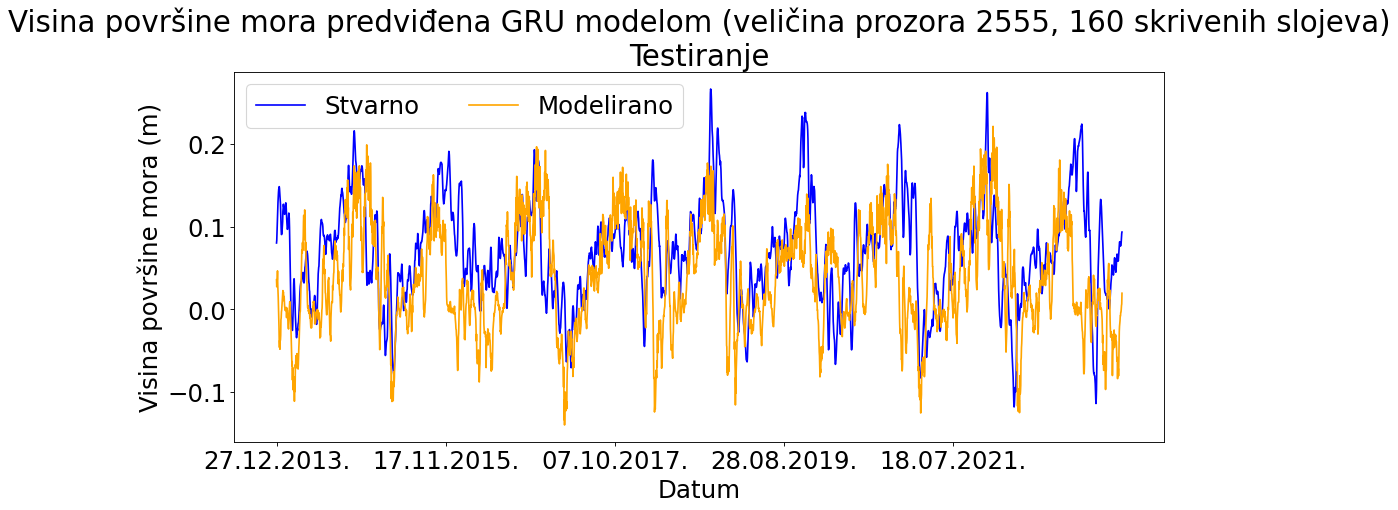 Visina površine mora predviđena GRU modelom (veličina prozora 2555, 160 skrivenih slojeva)
Testiranje
Stvarno
Modelirano
Visina površine mora (m)
0.2
0.1
0.0
−0.1
27.12.2013.
17.11.2015.
07.10.2017.
28.08.2019.
18.07.2021.
Datum